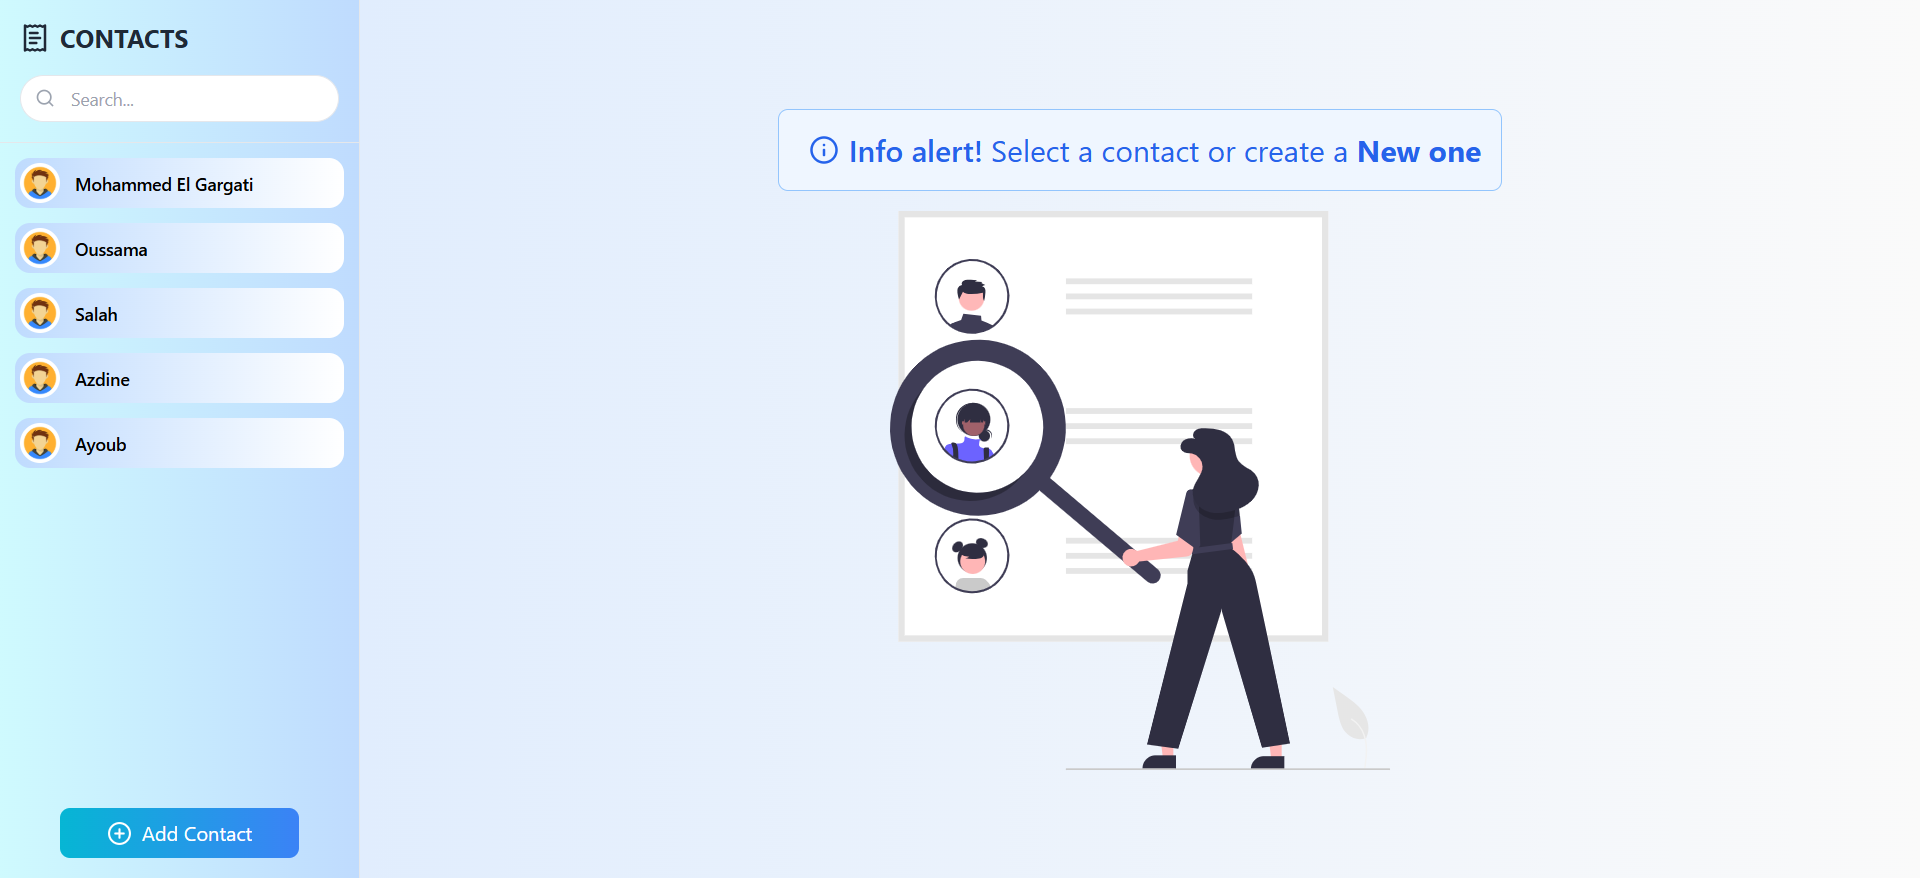 CONTACTS
Search...
Mohammed El Gargati
Oussama
Salah
Azdine
Ayoub
Add Contact
Info alert! Select a contact or create a New one